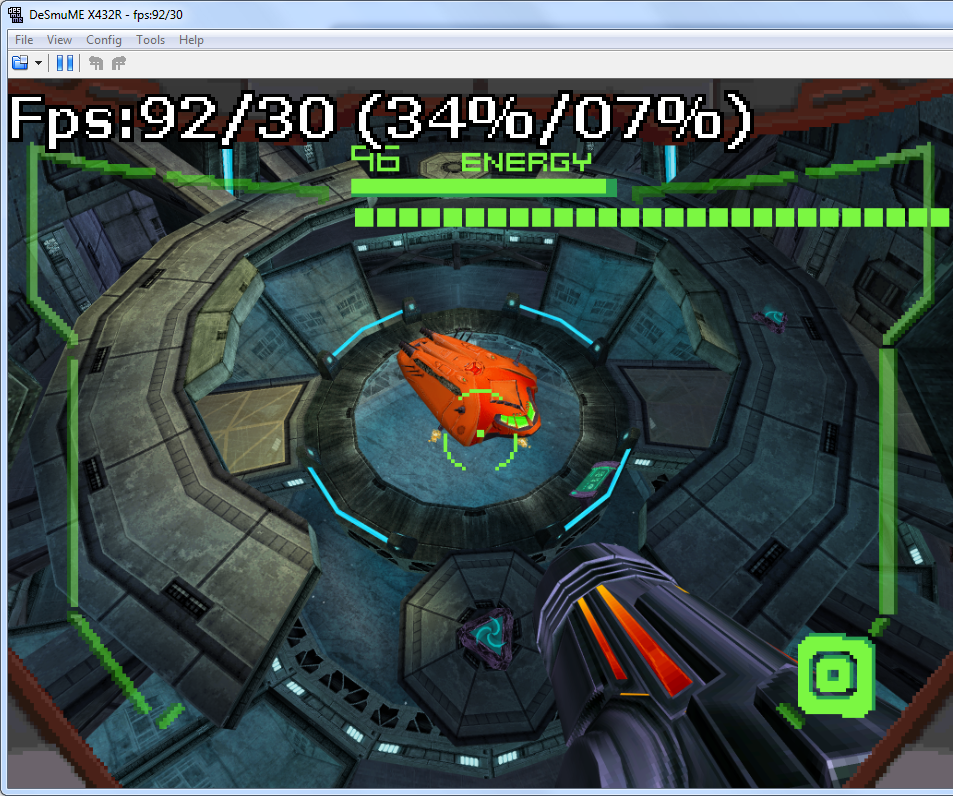 DeSmuME X432R - fps:92/30
File View Config Tools Help
Fps:92/30 (34%/07%)
96 ENERGY